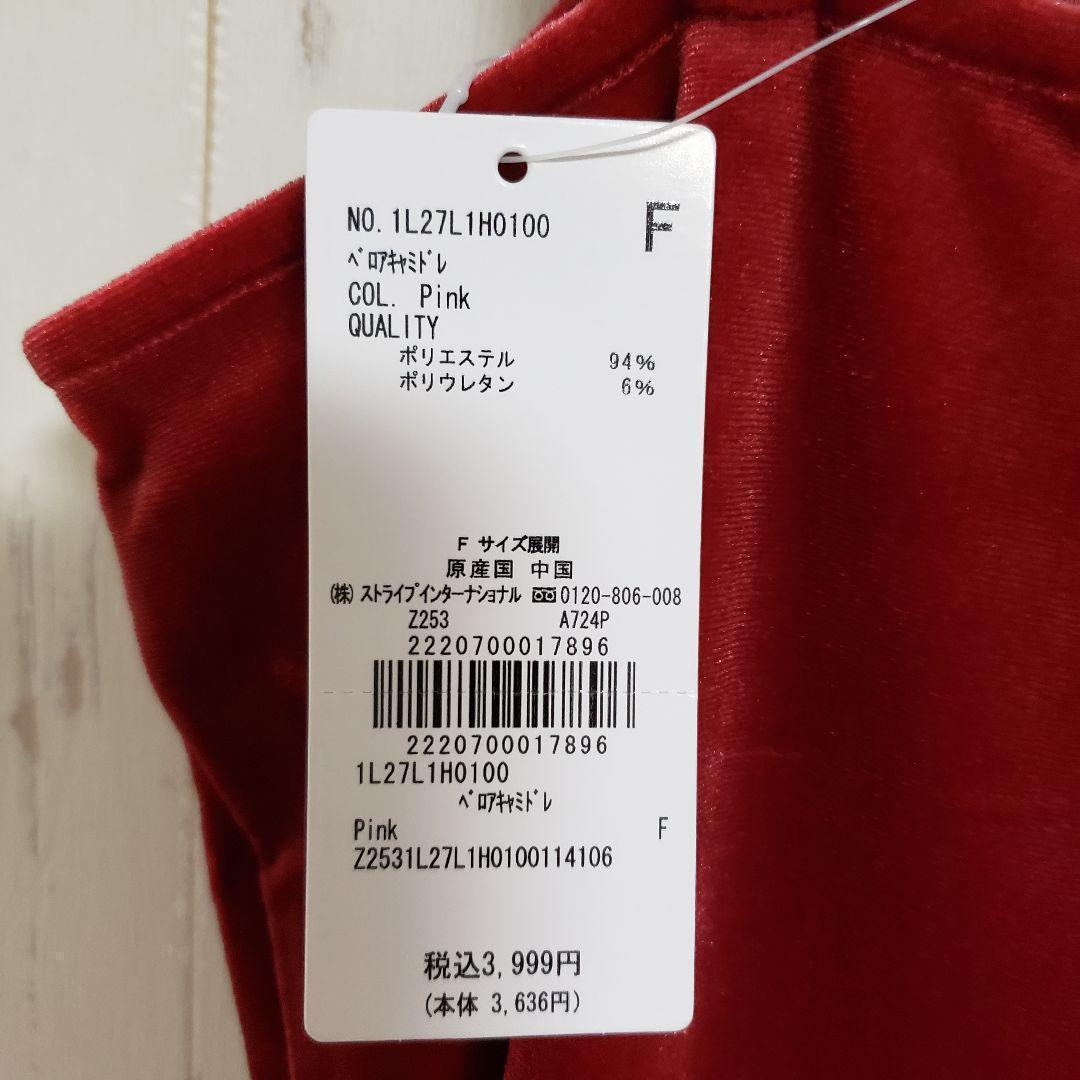 NO.1L27L1H0100 F
ﾍﾞﾛｱｷｬﾐﾄﾞﾚ
COL. Pink
QUALITY
ポリエステル 94%
ポリウレタン 6%
F サイズ展開
原産国 中国
(株) ストライプインターナショナル 0120-806-008
Z253 A724P
2220700017896
2220700017896
1L27L1H0100
ﾍﾞﾛｱｷｬﾐﾄﾞﾚ
Pink F
Z2531L27L1H0100114106
税込3,999円
(本体 3,636円)